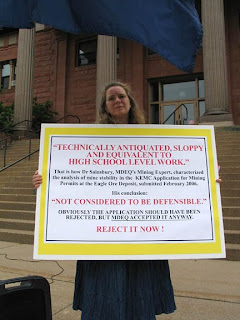 "TECHNICALLY ANTIQUATED, SLOPPY
AND EQUIVALENT TO
HIGH SCHOOL LEVEL WORK."
That is how Dr Sainsbury, MDEQ's Mining Expert, characterized
the analysis of mine stability in the KEMC Application for Mining
Permits at the Eagle Ore Deposit, submitted February 2006.
His conclusion:
"NOT CONSIDERED TO BE DEFENSIBLE."
OBVIOUSLY THE APPLICATION SHOULD HAVE BEEN
REJECTED, BUT MDEQ ACCEPTED IT ANYWAY.
REJECT IT NOW !